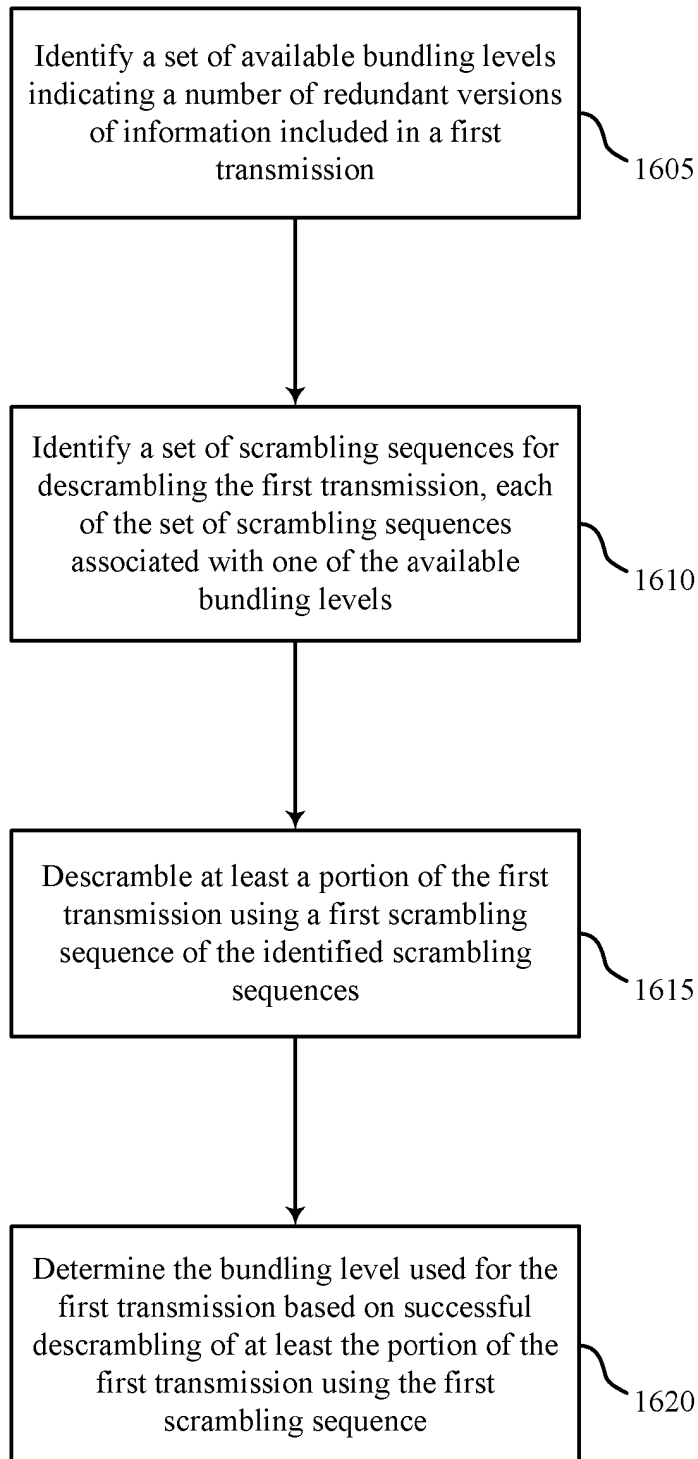 Identify a set of available bundling levels
indicating a number of redundant versions
of information included in a first
transmission
1605
Identify a set of scrambling sequences for
descrambling the first transmission, each
of the set of scrambling sequences
associated with one of the available
bundling levels
1610
Descramble at least a portion of the first
transmission using a first scrambling
sequence of the identified scrambling
sequences
1615
Determine the bundling level used for the
first transmission based on successful
descrambling of at least the portion of the
first transmission using the first
scrambling sequence
1620